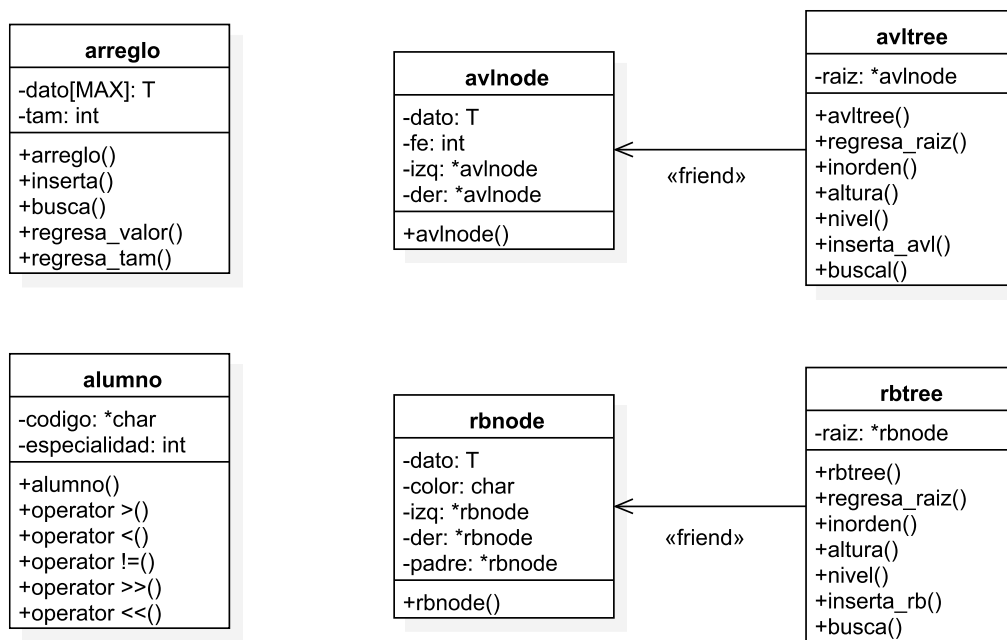 arreglo
-dato[MAX]: T
-tam: int
+arreglo()
+inserta()
+busca()
+regresa_valor()
+regresa_tam()
avlnode
-dato: T
-fe: int
-izq: *avlnode
-der: *avlnode
+avlnode()
«friend»
avltree
-raiz: *avlnode
+avltree()
+regresa_raiz()
+inorden()
+altura()
+nivel()
+inserta_avl()
+buscal()
alumno
-codigo: *char
-especialidad: int
+alumno()
+operator >()
+operator <()
+operator !=()
+operator >>()
+operator <<()
rbnode
-dato: T
-color: char
-izq: *rbnode
-der: *rbnode
-padre: *rbnode
+rbnode()
«friend»
rbtree
-raiz: *rbnode
+rbtree()
+regresa_raiz()
+inorden()
+altura()
+nivel()
+inserta_rb()
+busca()